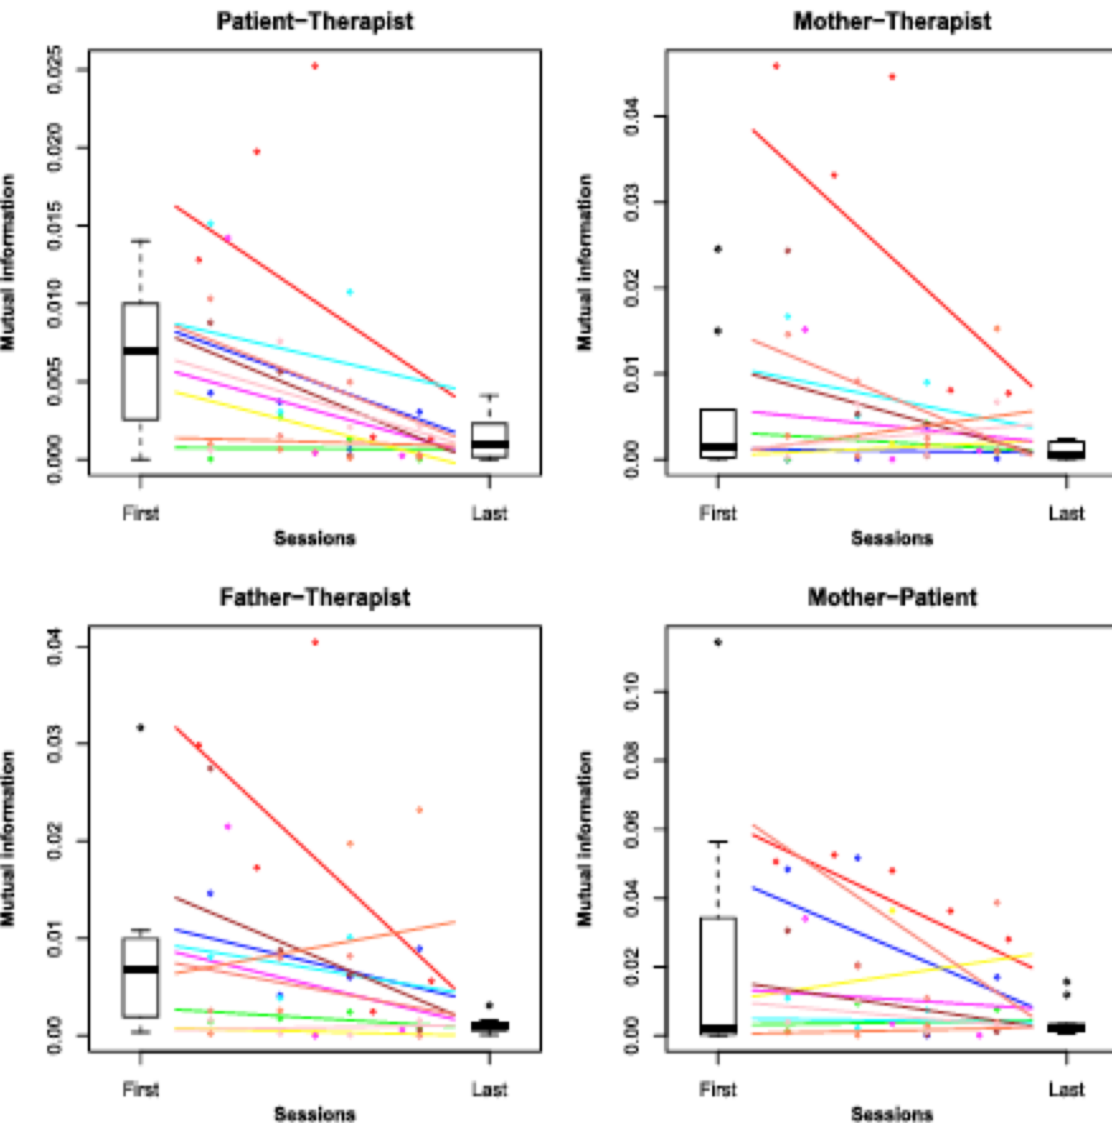 Patient–Therapist
Mutual information
0.000 0.005 0.010 0.015 0.020 0.025
First Last
Sessions
Mother–Therapist
Mutual information
0.00 0.01 0.02 0.03 0.04
First Last
Sessions
Father–Therapist
Mutual information
0.00 0.01 0.02 0.03 0.04
First Last
Sessions
Mother–Patient
Mutual information
0.00 0.02 0.04 0.06 0.08 0.10
First Last
Sessions